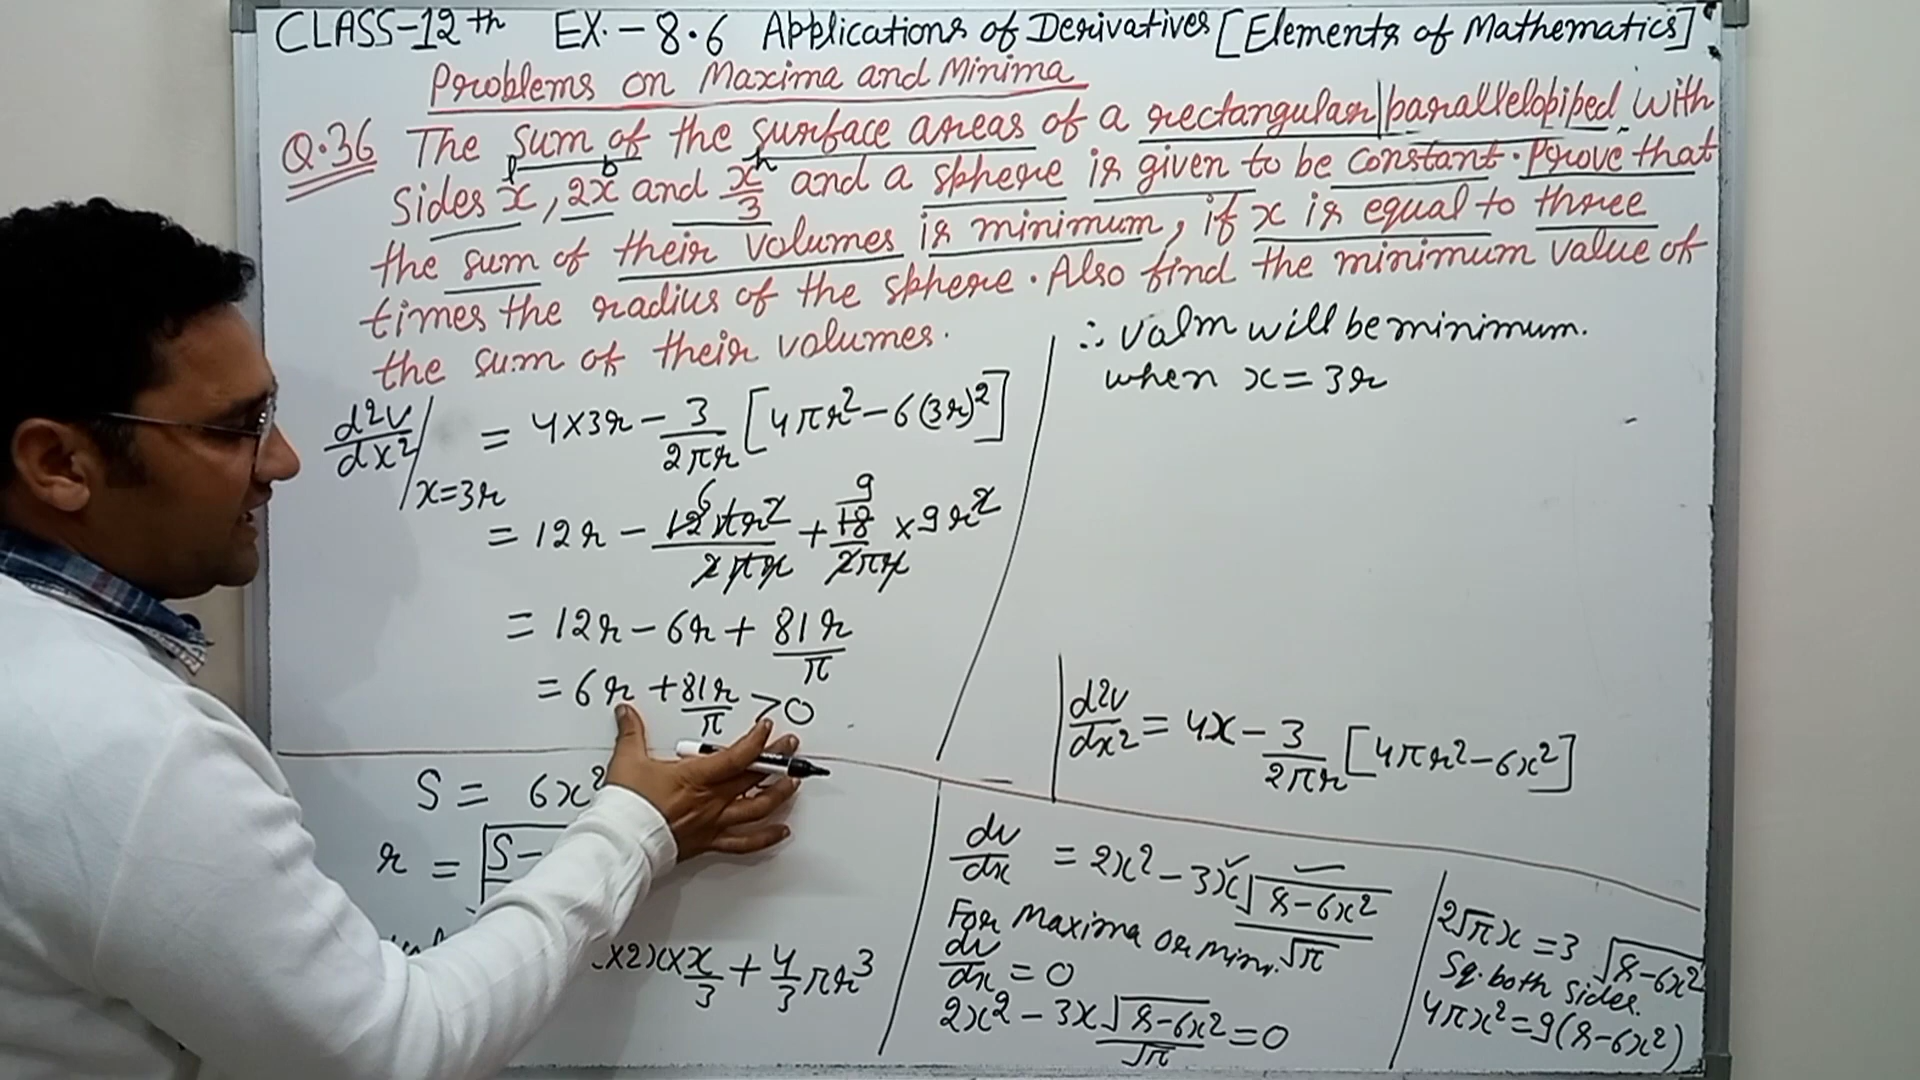 CLASS-12th EX.-8.6 Applications of Derivatives [Elements of Mathematics]
Problems on Maxima and Minima
Q.36 The sum of the surface areas of a rectangular parallelopiped with
l b h
sides x, 2x and x/3 and a sphere is given to be constant. Prove that
the sum of their volumes is minimum, if x is equal to three
times the radius of the sphere. Also find the minimum value of
the sum of their volumes.
d2v/dx2 | x=3r = 4x3r - 3/2πr [4πr2 - 6(3r)2]
= 12r - 12πr2/2πr + 18/2πr x 9r2
6 9
= 12r - 6r + 81r/π
= 6r + 81r/π > 0
∴ volm will be minimum.
when x = 3r
d2v/dx2 = 4x - 3/2πr [4πr2 - 6x2]
S = 6x2
r = √S-
x2xxx/3 + 4/3 πr3
dv/dx = 2x2 - 3x √S-6x2/√π
For maxima or mini.
dv/dx = 0
2x2 - 3x √S-6x2/√π = 0
2√π x = 3 √S-6x2
Sq. both sides.
4πx2 = 9(S-6x2)